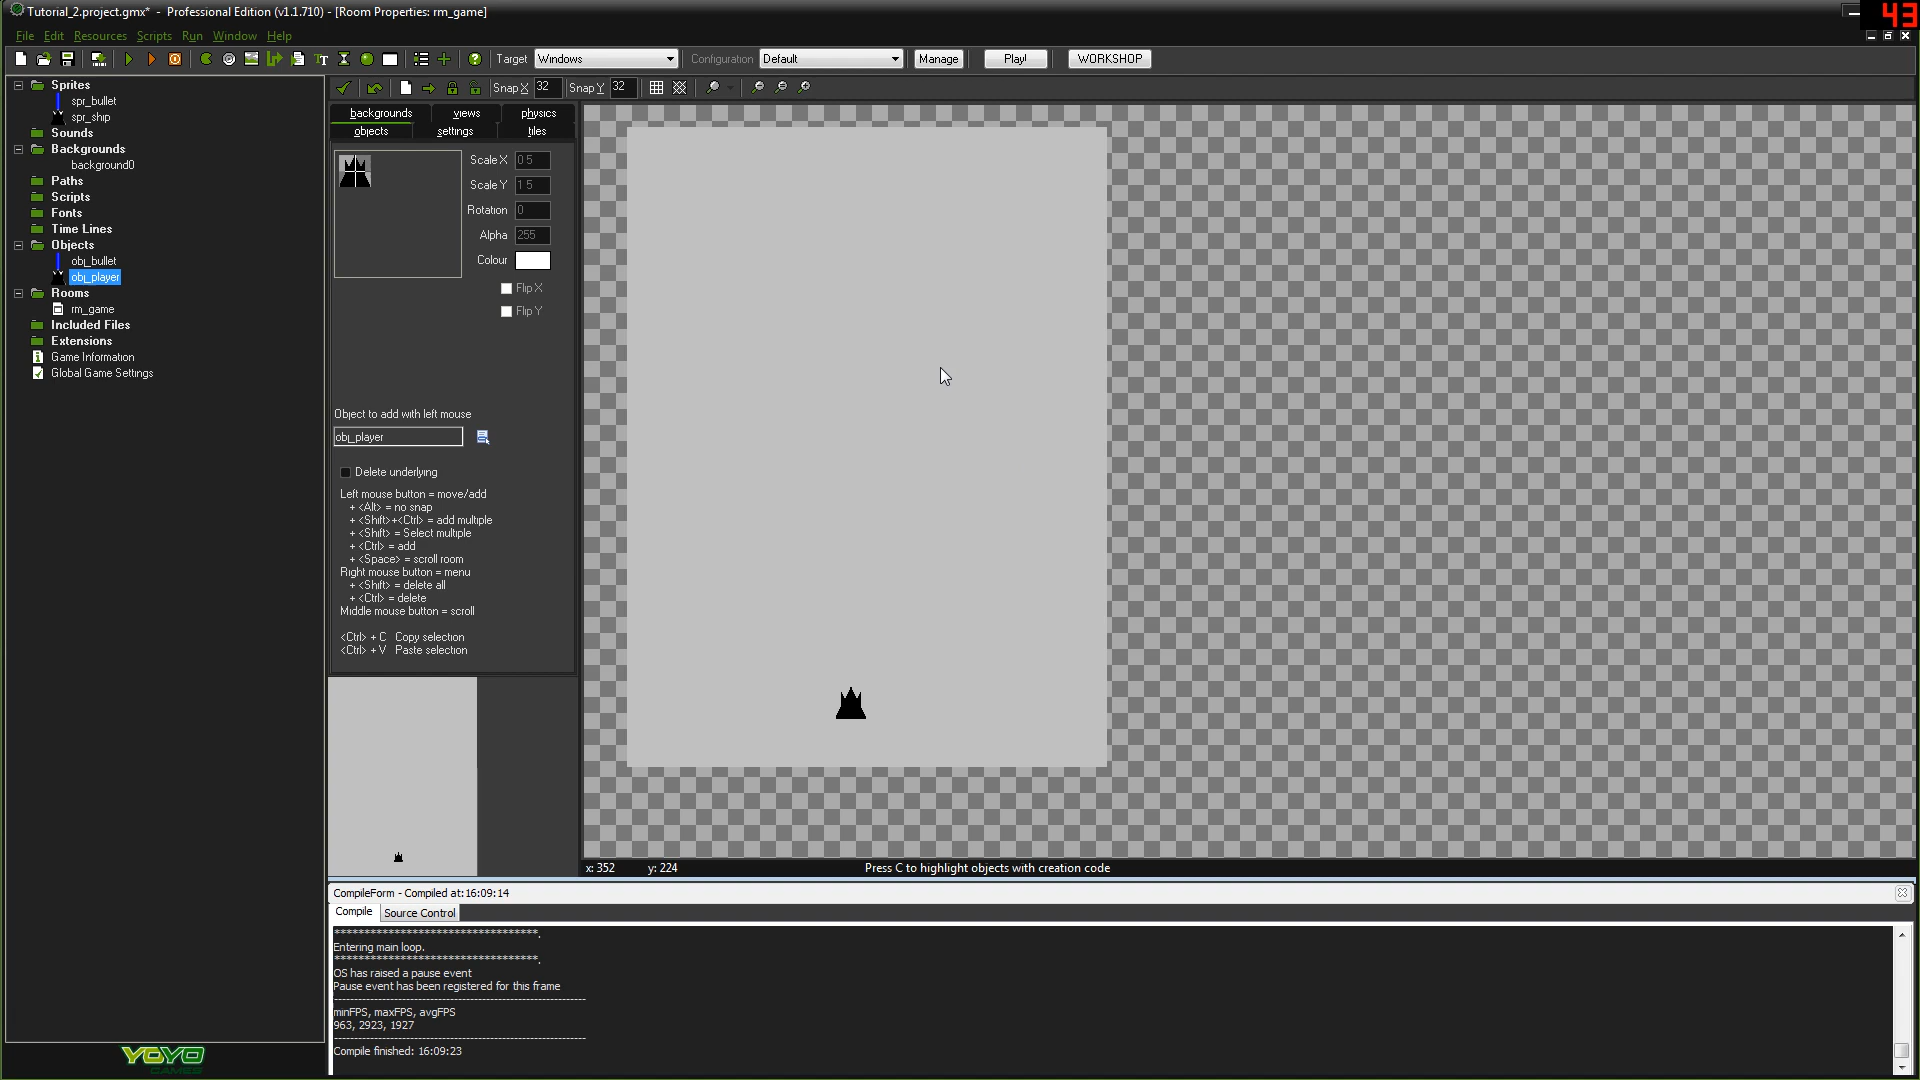 Tutorial_2.project.gmx* - Professional Edition (v1.1.710) - [Room Properties: rm_game]
43
File Edit Resources Scripts Run Window Help
Target Windows Configuration Default Manage Play! WORKSHOP
Snap X 32 Snap Y 32
Sprites
spr_bullet
spr_ship
Sounds
Backgrounds
background0
Paths
Scripts
Fonts
Time Lines
Objects
obj_bullet
obj_player
Rooms
rm_game
Included Files
Extensions
Game Information
Global Game Settings
YOYO
GAMES
backgrounds views physics
objects settings tiles
Scale X 0.5
Scale Y 1.5
Rotation 0
Alpha 255
Colour
Flip X
Flip Y
Object to add with left mouse
obj_player
Delete underlying
Left mouse button = move/add
+ <Alt> = no snap
+ <Shift>+<Ctrl> = add multiple
+ <Shift> = Select multiple
+ <Ctrl> = add
+ <Space> = scroll room
Right mouse button = menu
+ <Shift> = delete all
+ <Ctrl> = delete
Middle mouse button = scroll
<Ctrl> + C Copy selection
<Ctrl> + V Paste selection
x: 352 y: 224 Press C to highlight objects with creation code
CompileForm - Compiled at:16:09:14
Compile Source Control
***********************************.
Entering main loop.
***********************************.
OS has raised a pause event
Pause event has been registered for this frame
---------------------------------------------------------------
minFPS, maxFPS, avgFPS
963, 2923, 1927
---------------------------------------------------------------
Compile finished: 16:09:23